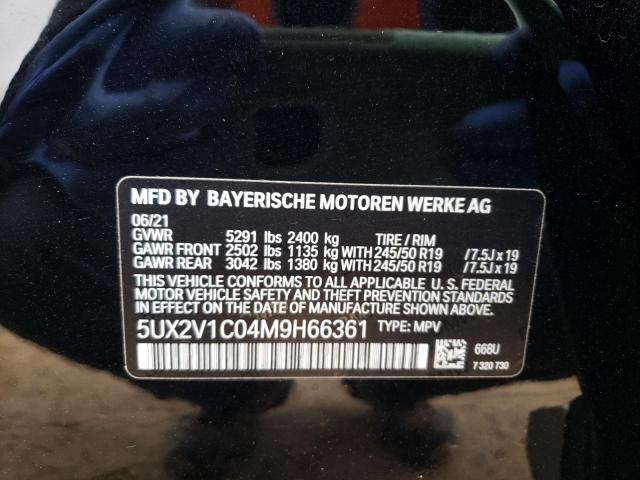 MFD BY BAYERISCHE MOTOREN WERKE AG
06/21
GVWR 5291 lbs 2400 kg TIRE / RIM
GAWR FRONT 2502 lbs 1135 kg WITH 245/50 R19 /7.5J x 19
GAWR REAR 3042 lbs 1380 kg WITH 245/50 R19 /7.5J x 19
THIS VEHICLE CONFORMS TO ALL APPLICABLE U. S. FEDERAL
MOTOR VEHICLE SAFETY AND THEFT PREVENTION STANDARDS
IN EFFECT ON THE DATE OF MANUFACTURE SHOWN ABOVE.
5UX2V1C04M9H66361 TYPE: MPV
668U
7 320 730